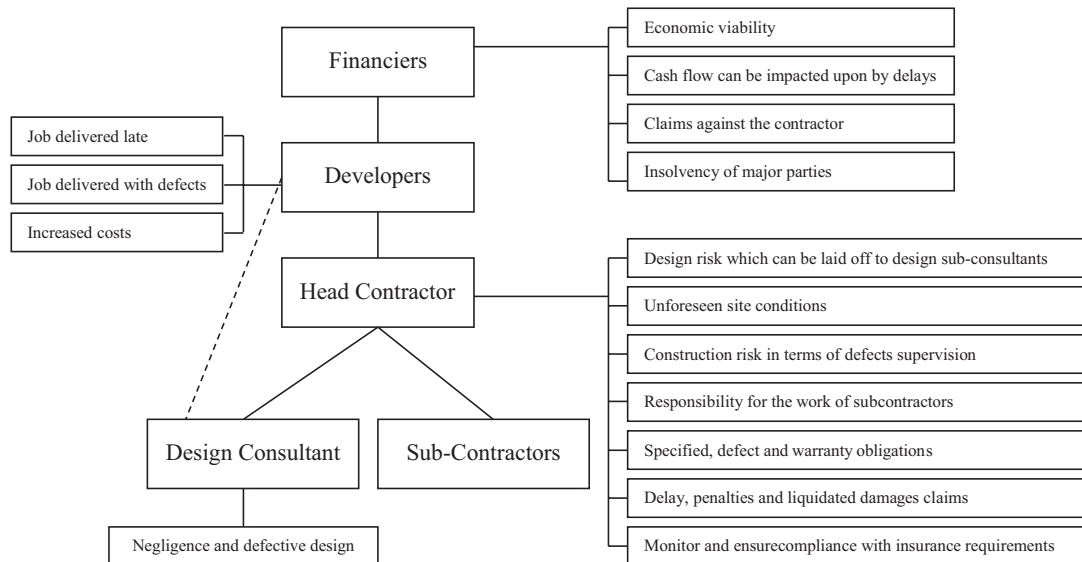 Financiers
Economic viability
Cash flow can be impacted upon by delays
Claims against the contractor
Insolvency of major parties
Job delivered late
Job delivered with defects
Increased costs
Developers
Head Contractor
Design risk which can be laid off to design sub-consultants
Unforeseen site conditions
Construction risk in terms of defects supervision
Responsibility for the work of subcontractors
Specified, defect and warranty obligations
Delay, penalties and liquidated damages claims
Monitor and ensurecompliance with insurance requirements
Design Consultant
Sub-Contractors
Negligence and defective design